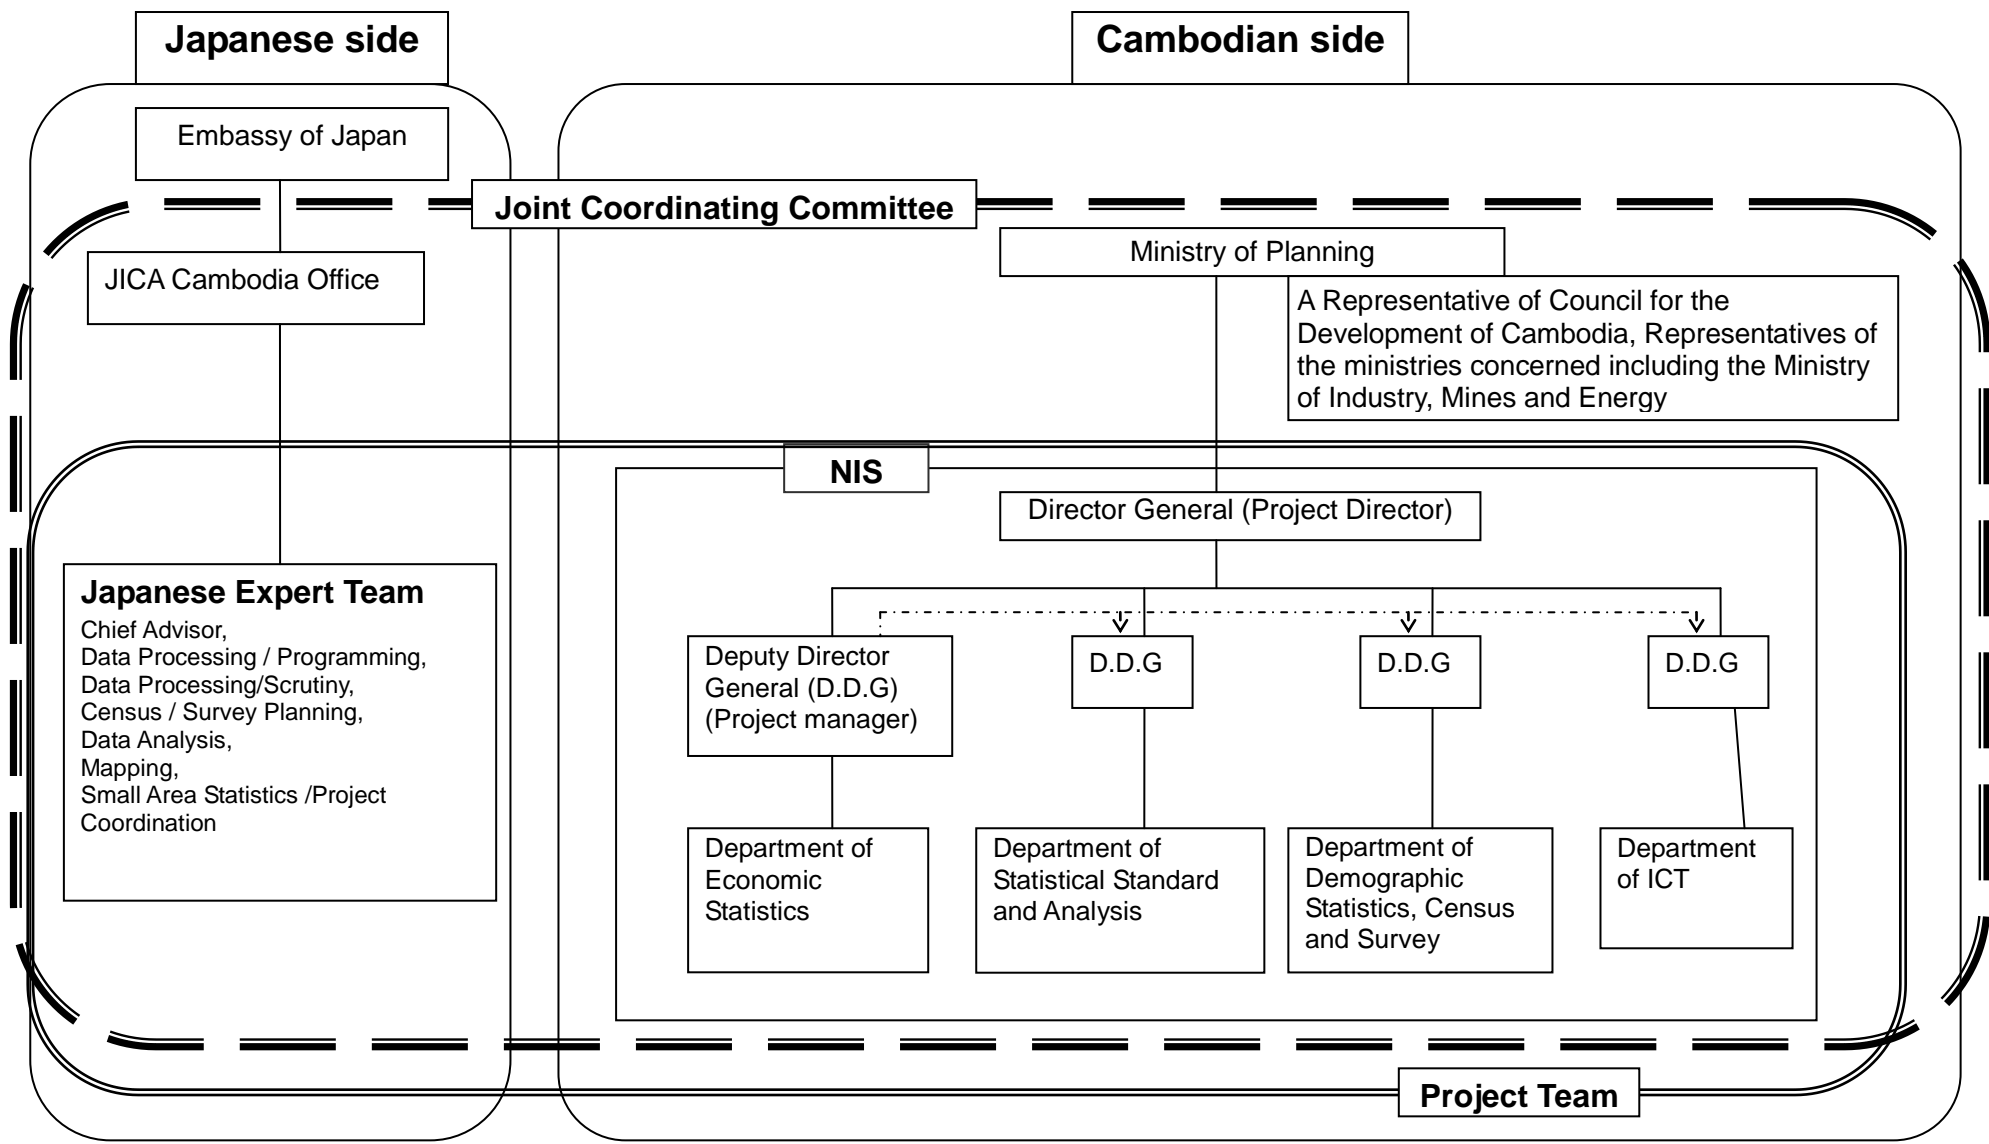 Japanese side
Cambodian side
Embassy of Japan
Joint Coordinating Committee
JICA Cambodia Office
Ministry of Planning
A Representative of Council for the
Development of Cambodia, Representatives of
the ministries concerned including the Ministry
of Industry, Mines and Energy
NIS
Director General (Project Director)
Japanese Expert Team
Chief Advisor,
Data Processing / Programming,
Data Processing/Scrutiny,
Census / Survey Planning,
Data Analysis,
Mapping,
Small Area Statistics /Project
Coordination
Deputy Director
General (D.D.G)
(Project manager)
D.D.G
D.D.G
D.D.G
Department of
Economic
Statistics
Department of
Statistical Standard
and Analysis
Department of
Demographic
Statistics, Census
and Survey
Department
of ICT
Project Team